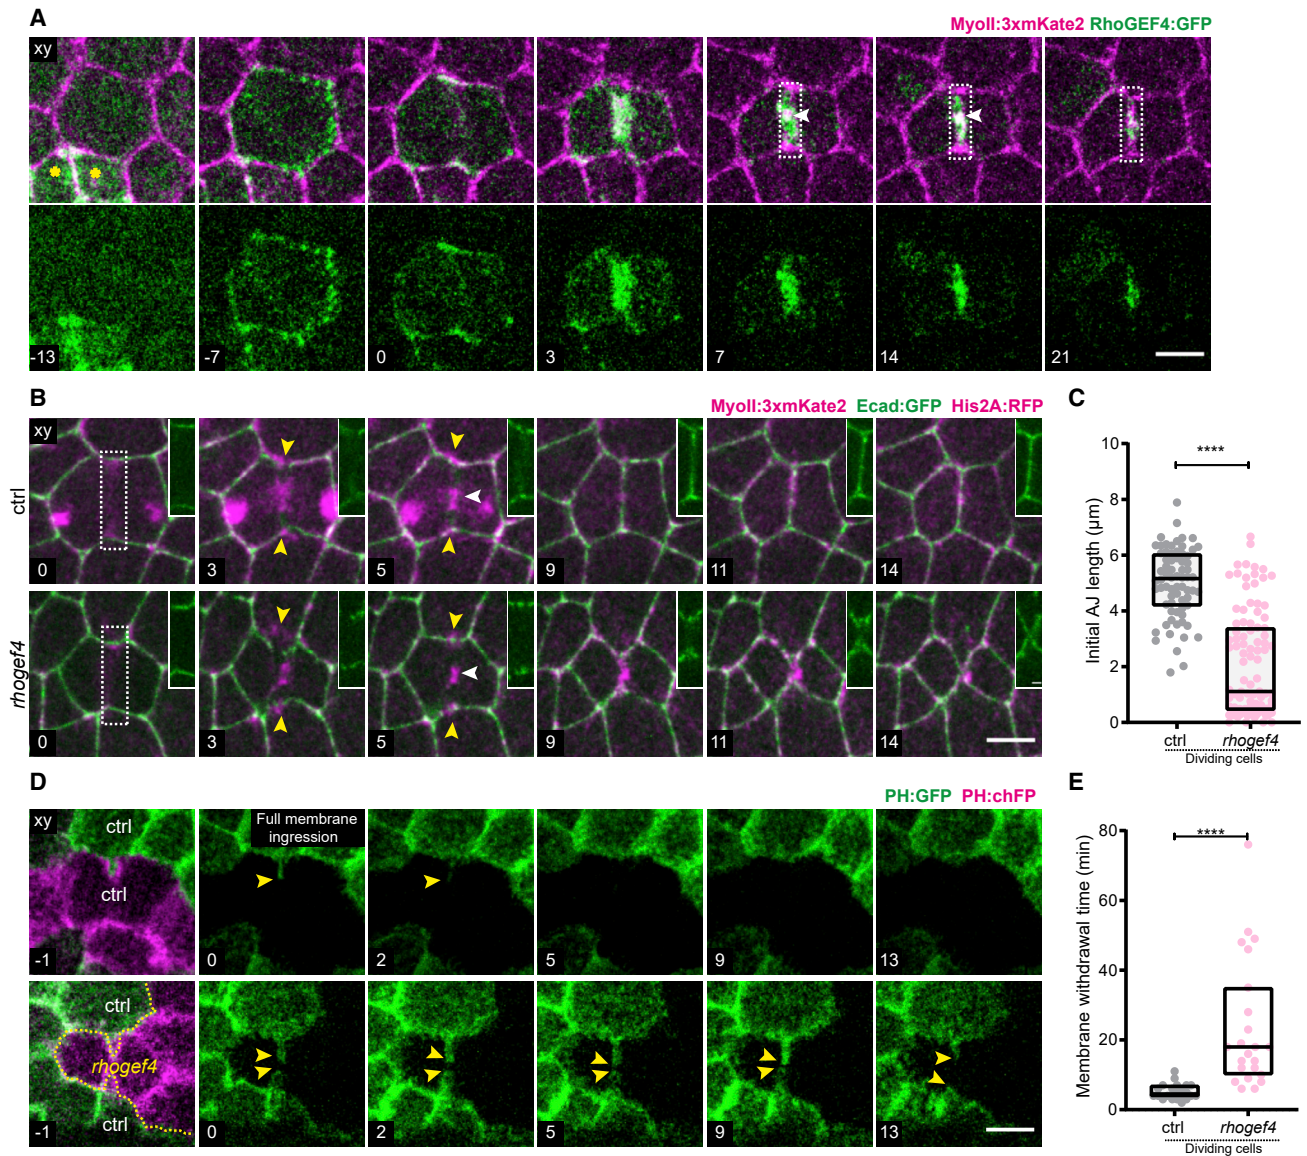 A
MyoII:3xmKate2 RhoGEF4:GFP
xy
-13 -7 0 3 7 14 21
B
MyoII:3xmKate2 Ecad:GFP His2A:RFP
xy
ctrl
0 3 5 9 11 14
rhogef4
0 3 5 9 11 14
C
Initial AJ length (µm)
10
8
6
4
2
0
****
ctrl rhogef4
Dividing cells
D
PH:GFP PH:chFP
xy
ctrl
ctrl
Full membrane
ingression
-1 0 2 5 9 13
ctrl
rhogef4
ctrl
-1 0 2 5 9 13
E
Membrane withdrawal time (min)
80
60
40
20
0
****
ctrl rhogef4
Dividing cells